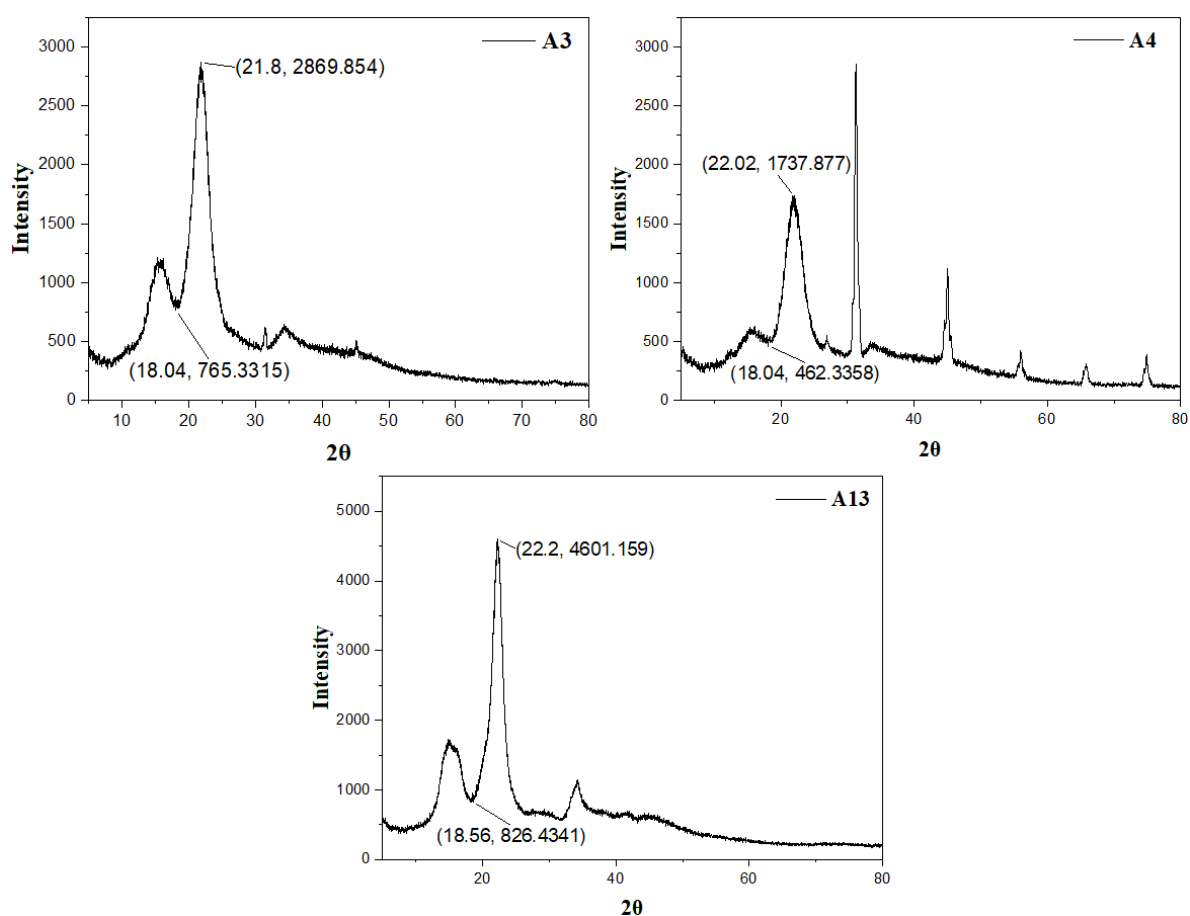 A3
(21.8, 2869.854)
(18.04, 765.3315)
Intensity
3000
2500
2000
1500
1000
500
0
10 20 30 40 50 60 70 80
2θ
A4
(22.02, 1737.877)
(18.04, 462.3358)
Intensity
3000
2500
2000
1500
1000
500
0
20 40 60 80
2θ
A13
(22.2, 4601.159)
(18.56, 826.4341)
Intensity
5000
4000
3000
2000
1000
0
20 40 60 80
2θ